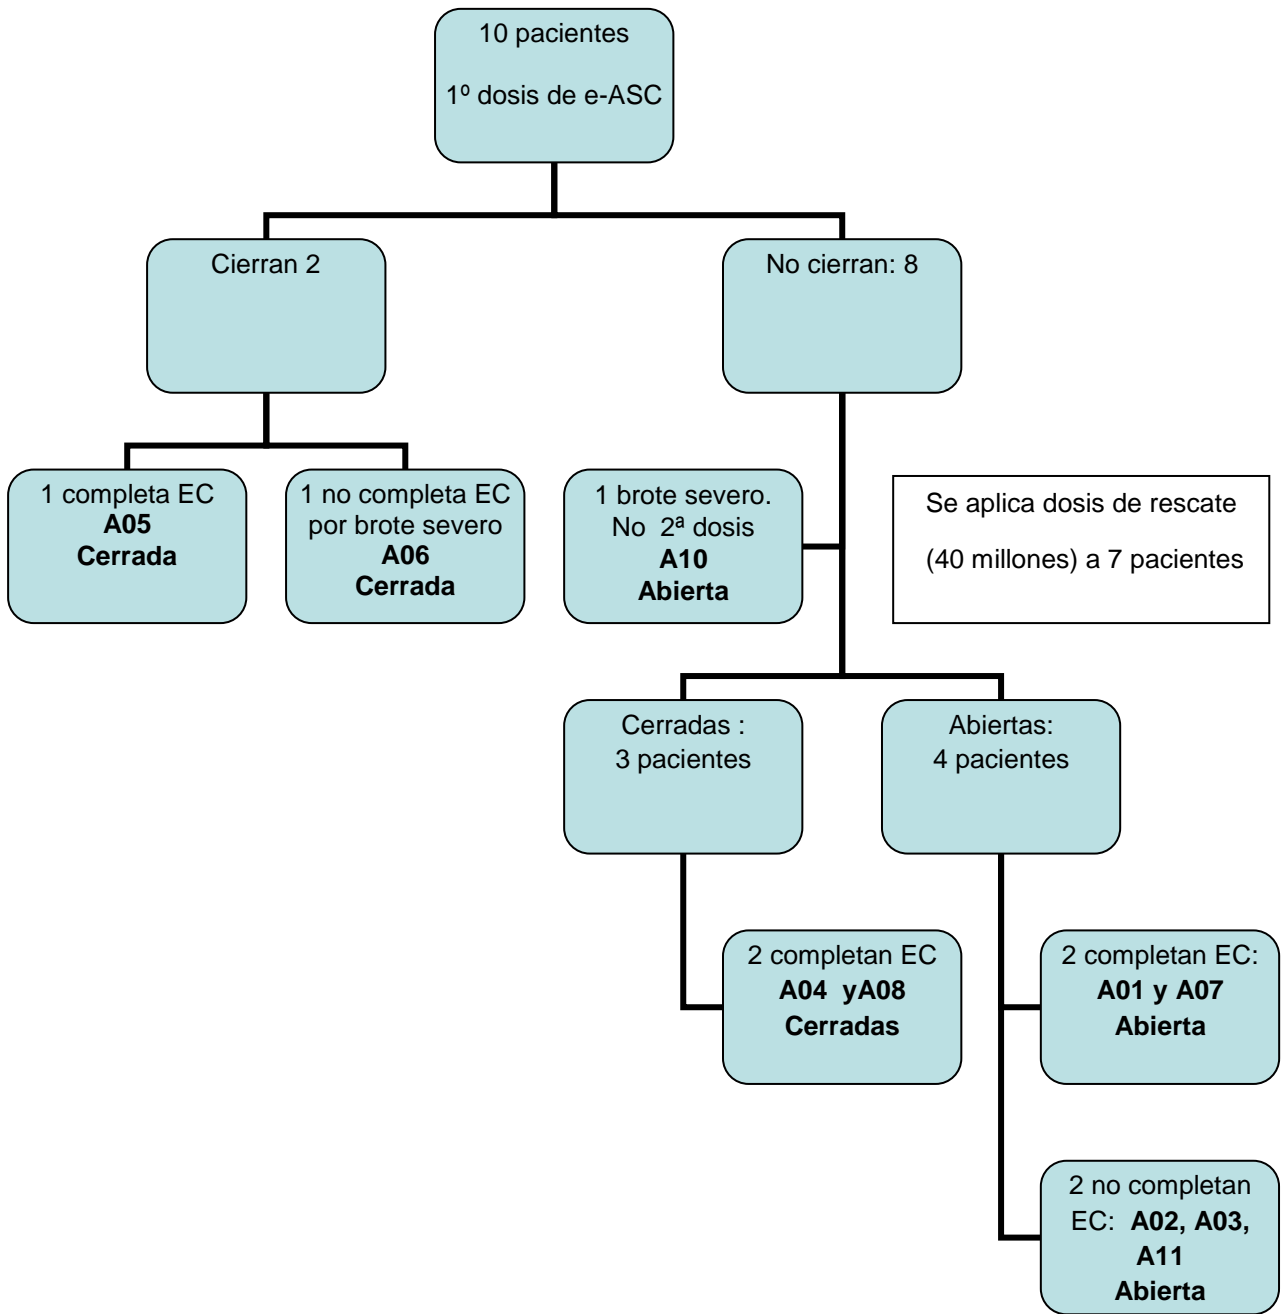 10 pacientes
1º dosis de e-ASC
Cierran 2
No cierran: 8
1 completa EC
A05
Cerrada
1 no completa EC
por brote severo
A06
Cerrada
1 brote severo.
No 2ª dosis
A10
Abierta
Se aplica dosis de rescate
(40 millones) a 7 pacientes
Cerradas :
3 pacientes
Abiertas:
4 pacientes
2 completan EC
A04 yA08
Cerradas
2 completan EC:
A01 y A07
Abierta
2 no completan
EC: A02, A03,
A11
Abierta